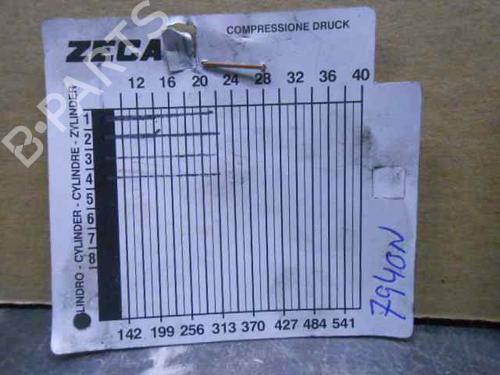 COMPRESSIONE DRUCK
ZECA
12 16 20 24 28 32 36 40
LINDRO - CYLINDER - CYLINDRE - ZYLINDER
1
2
3
4
5
6
7
8
142 199 256 313 370 427 484 541
7940N
B-PARTS